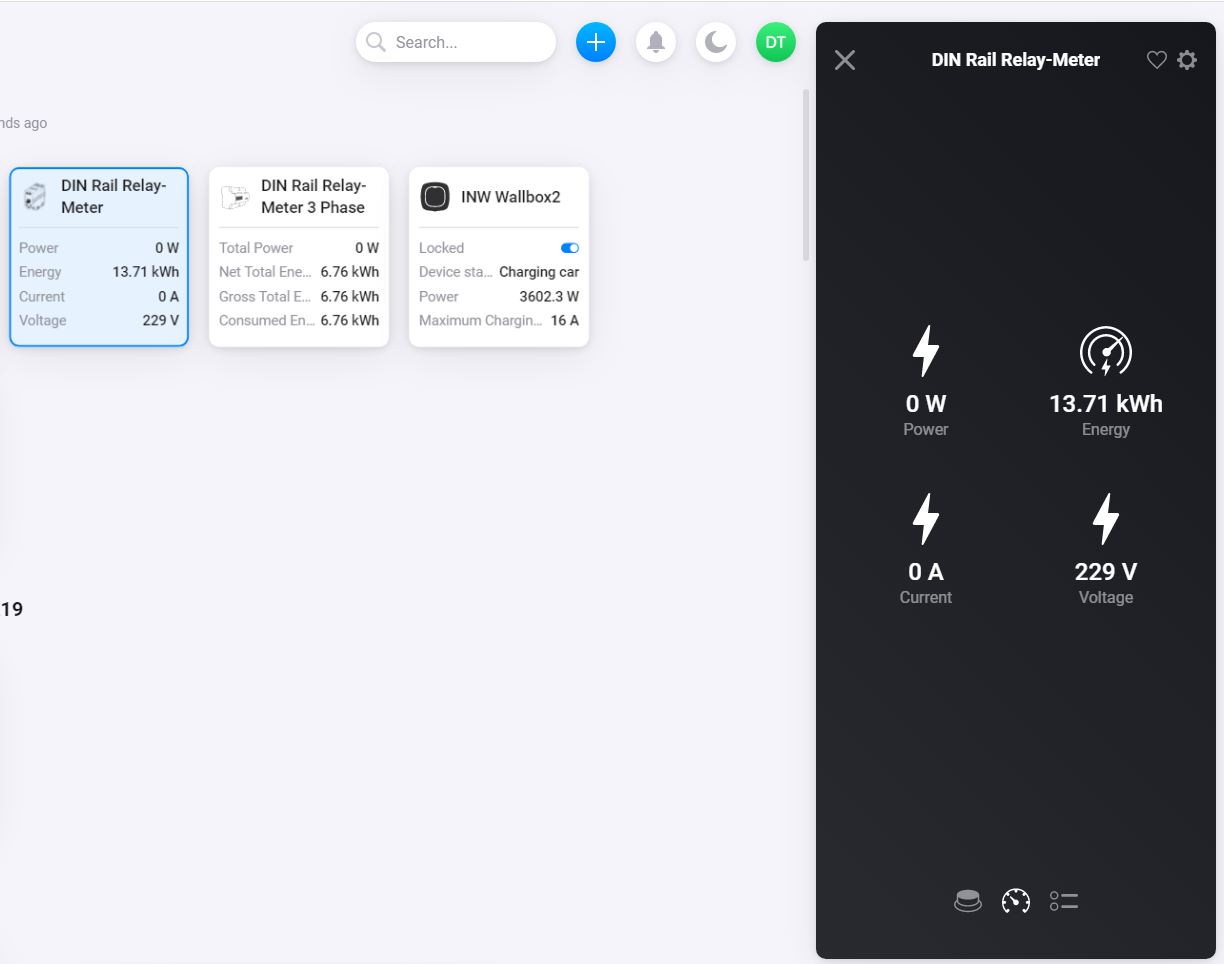 Search...
DT
nds ago
DIN Rail Relay-
Meter
Power 0 W
Energy 13.71 kWh
Current 0 A
Voltage 229 V
DIN Rail Relay-
Meter 3 Phase
Total Power 0 W
Net Total Ene... 6.76 kWh
Gross Total E... 6.76 kWh
Consumed En... 6.76 kWh
INW Wallbox2
Locked
Device sta... Charging car
Power 3602.3 W
Maximum Chargin... 16 A
19
DIN Rail Relay-Meter
0 W
Power
13.71 kWh
Energy
0 A
Current
229 V
Voltage